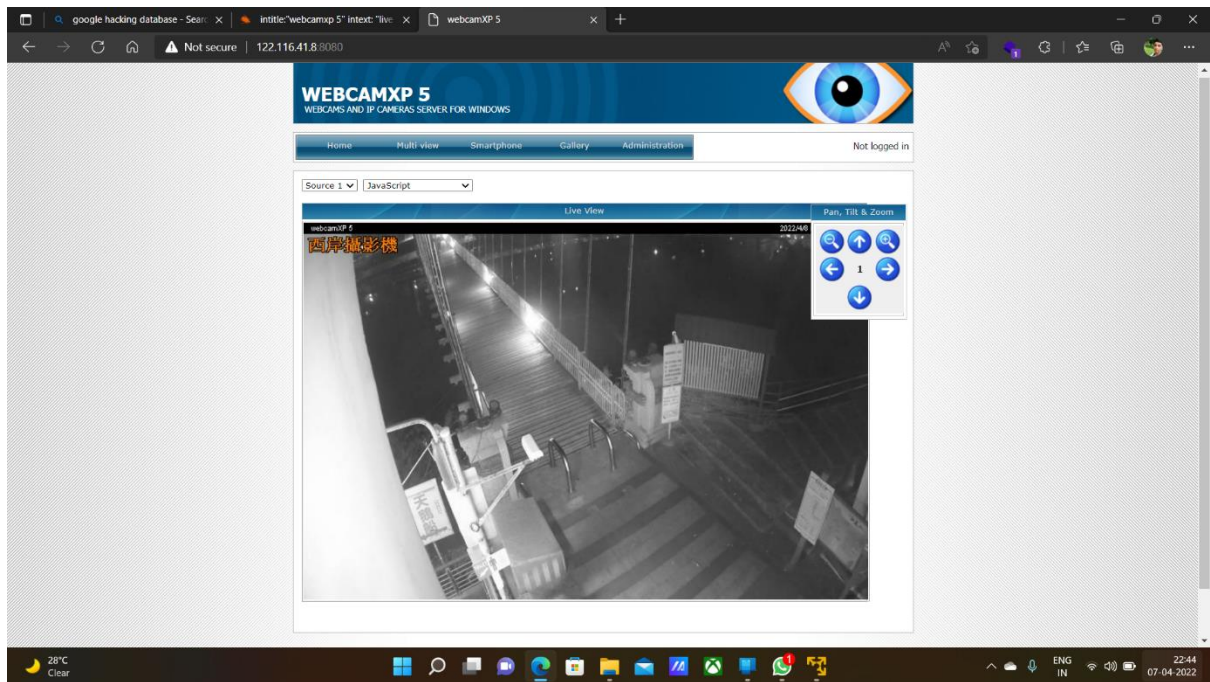 google hacking database - Sear
intitle:"webcamxp 5" intext: "live
webcamXP 5
Not secure
122.116.41.8:8080
WEBCAMXP 5
WEBCAMS AND IP CAMERAS SERVER FOR WINDOWS
Home Multi view Smartphone Gallery Administration
Not logged in
Source 1 JavaScript
Live View
Pan, Tilt & Zoom
webcamXP 5
2022/4/8
西岸攝影機
1
28°C
Clear
ENG
IN
22:44
07-04-2022